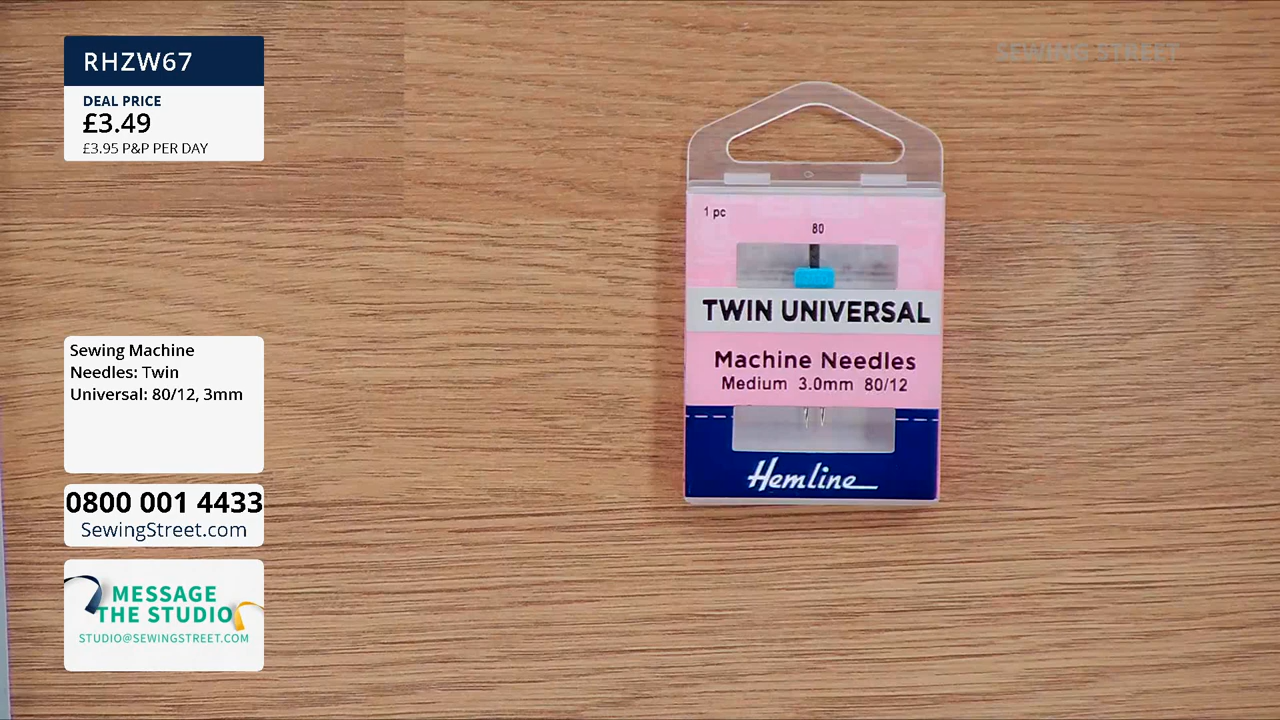 RHZW67
DEAL PRICE
£3.49
£3.95 P&P PER DAY
SEWING STREET
1 pc
80
TWIN UNIVERSAL
Machine Needles
Medium 3.0mm 80/12
Hemline
Sewing Machine
Needles: Twin
Universal: 80/12, 3mm
0800 001 4433
SewingStreet.com
MESSAGE
THE STUDIO
STUDIO@SEWINGSTREET.COM